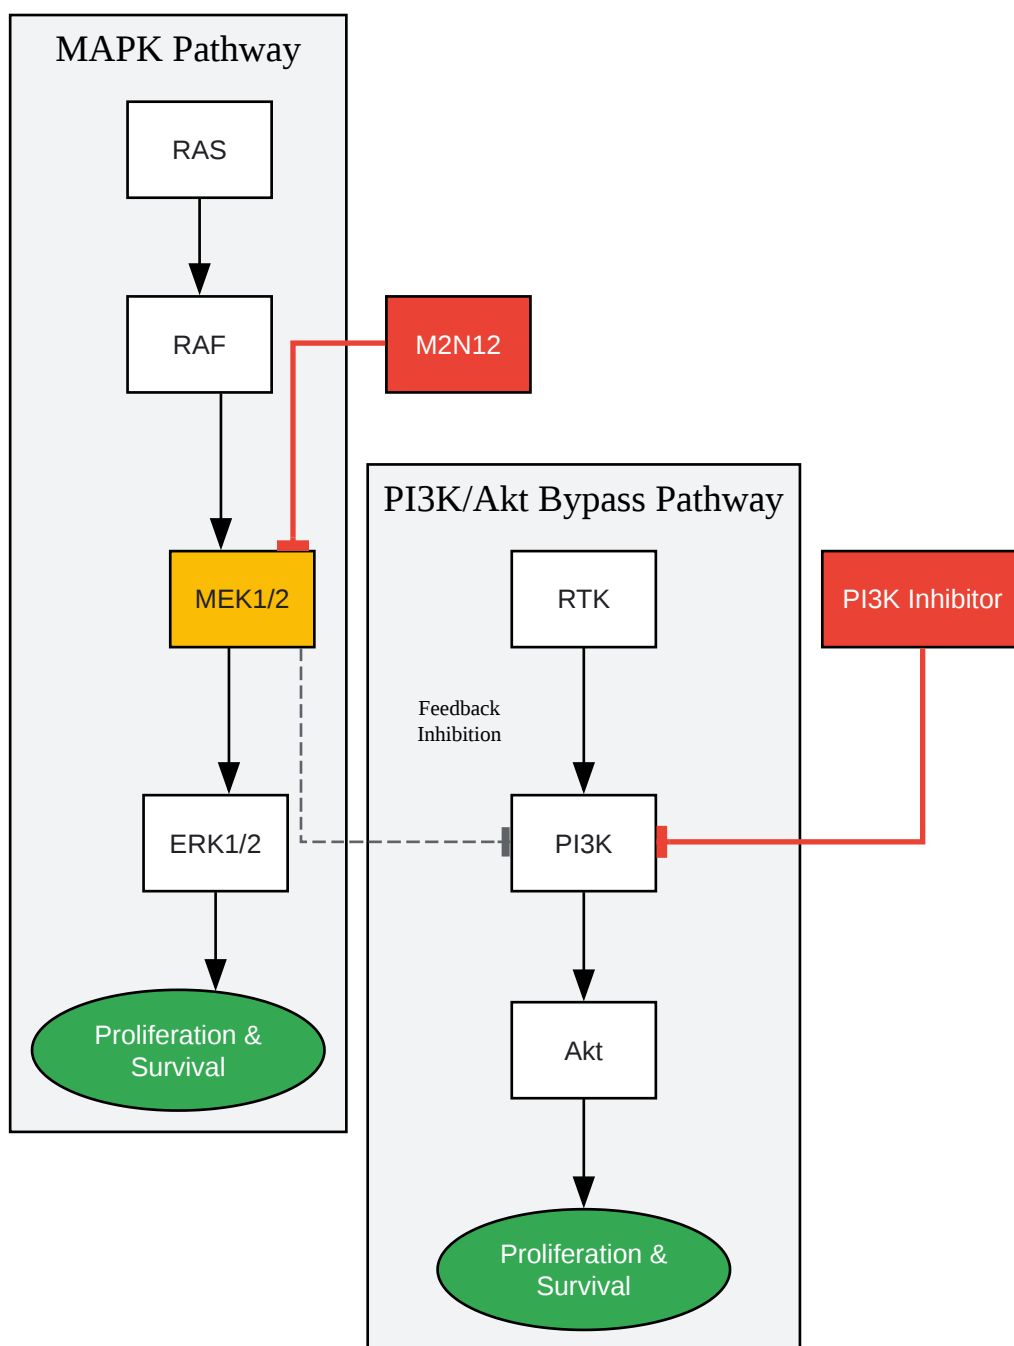 MAPK Pathway
RAS
RAF
M2N12
MEK1/2
ERK1/2
Proliferation &
Survival
PI3K/Akt Bypass Pathway
RTK
PI3K Inhibitor
Feedback
Inhibition
PI3K
Akt
Proliferation &
Survival